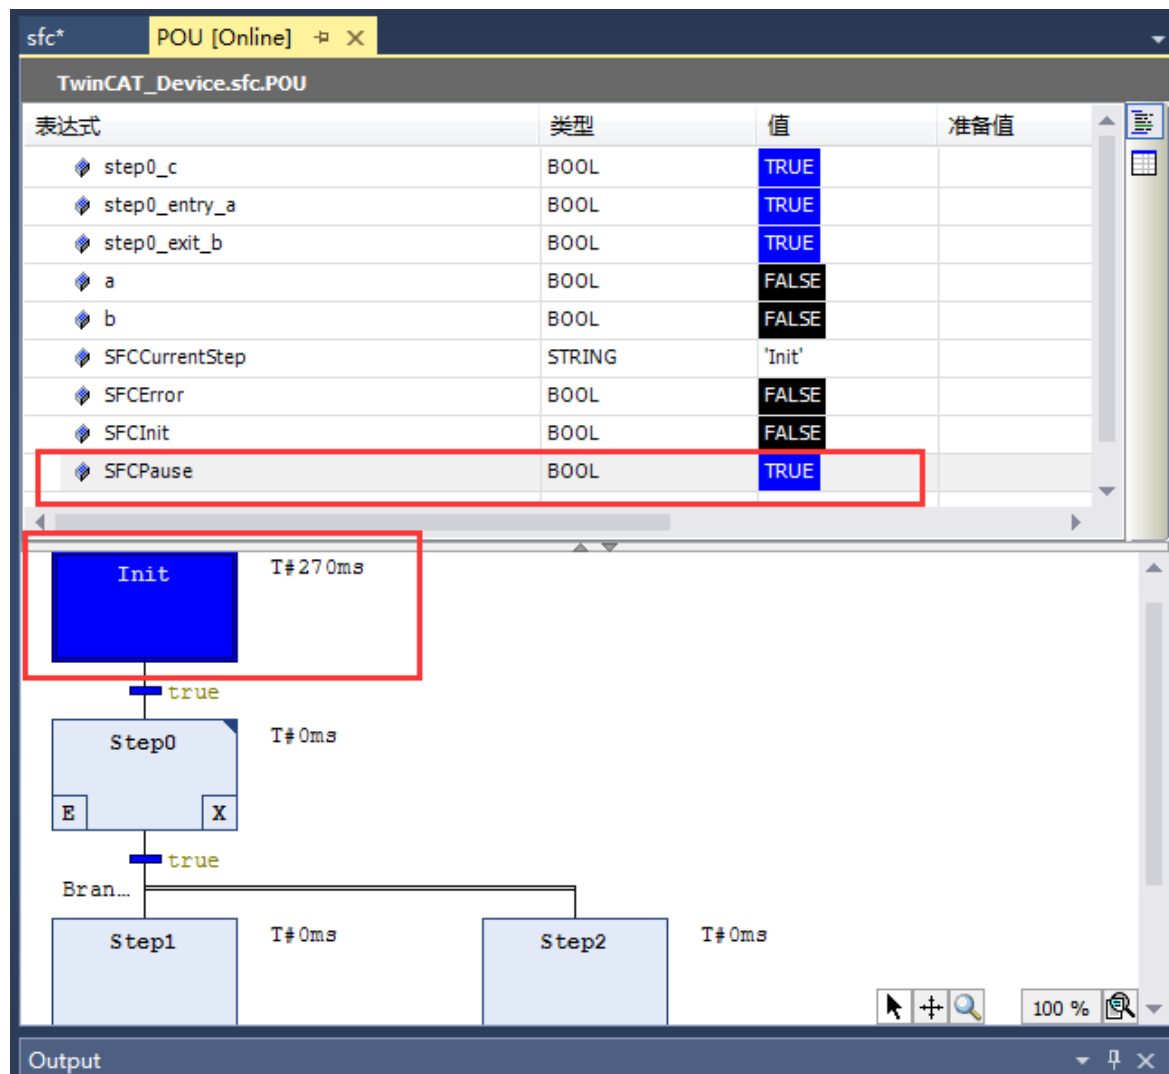 sfc*
POU [Online]
TwinCAT_Device.sfc.POU
表达式 类型 值 准备值
step0_c BOOL TRUE
step0_entry_a BOOL TRUE
step0_exit_b BOOL TRUE
a BOOL FALSE
b BOOL FALSE
SFCCurrentStep STRING 'Init'
SFCError BOOL FALSE
SFCInit BOOL FALSE
SFCPause BOOL TRUE
Init T#270ms
true
Step0 T#0ms
E X
true
Bran...
Step1 T#0ms Step2 T#0ms
100 %
Output